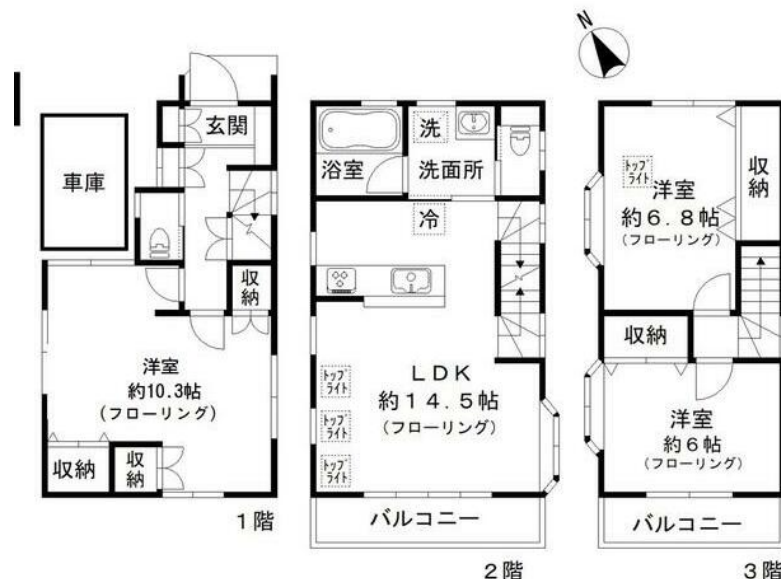 N
玄関
車庫
収納
洋室
約10.3帖
(フローリング)
収納
収納
1階
浴室
洗
洗面所
冷
LDK
約14.5帖
(フローリング)
トップライト
トップライト
トップライト
バルコニー
2階
トップライト
洋室
約6.8帖
(フローリング)
収納
収納
洋室
約6帖
(フローリング)
バルコニー
3階